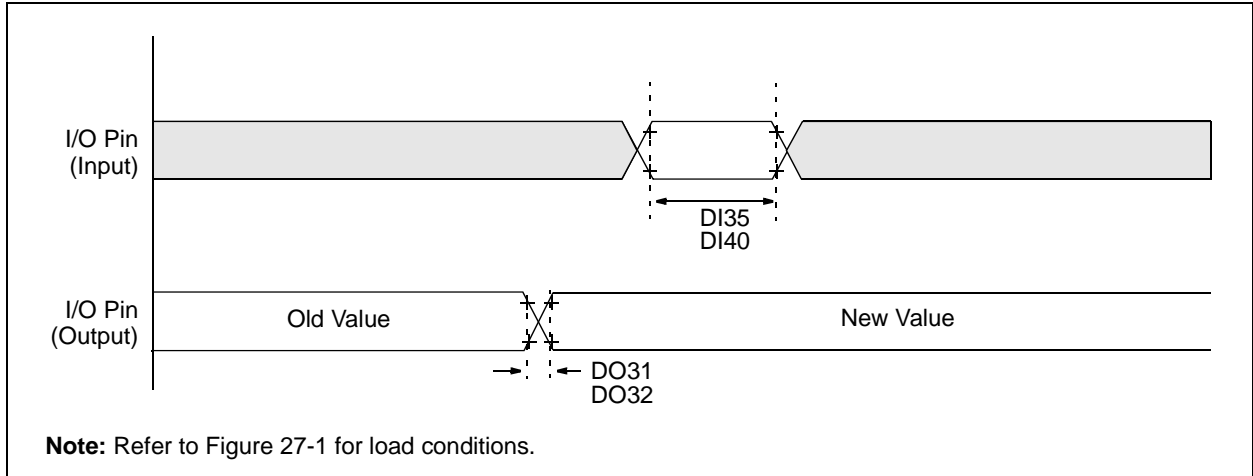 I/O Pin
(Input)
DI35
DI40
I/O Pin
(Output)
Old Value
New Value
DO31
DO32
Note: Refer to Figure 27-1 for load conditions.